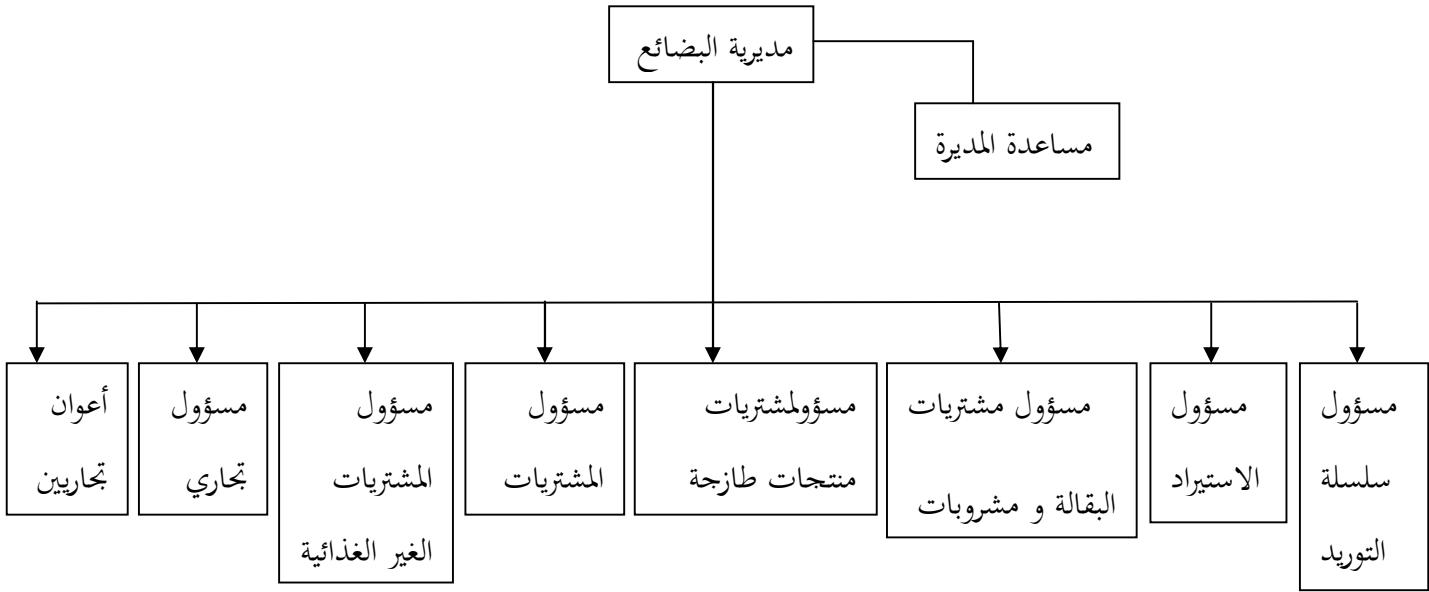 مديرية البضائع
مساعدة المديرة
مسؤول
سلسلة
التوريد
مسؤول
الاستيراد
مسؤول مشتريات
البقالة و مشروبات
مسؤولمشتريات
منتجات طازجة
مسؤول
المشتريات
مسؤول
المشتريات
الغير الغذائية
مسؤول
تجاري
أعوان
تجاريين